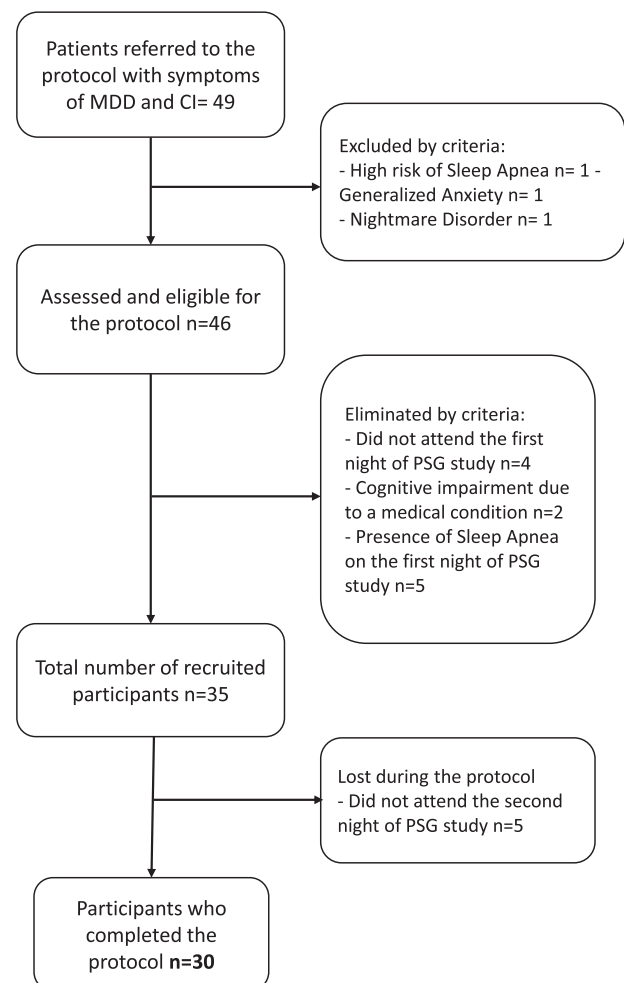 Patients referred to the
protocol with symptoms
of MDD and CI= 49
Excluded by criteria:
- High risk of Sleep Apnea n= 1 -
Generalized Anxiety n= 1
- Nightmare Disorder n= 1
Assessed and eligible for
the protocol n=46
Eliminated by criteria:
- Did not attend the first
night of PSG study n=4
- Cognitive impairment due
to a medical condition n=2
- Presence of Sleep Apnea
on the first night of PSG
study n=5
Total number of recruited
participants n=35
Lost during the protocol
- Did not attend the second
night of PSG study n=5
Participants who
completed the
protocol n=30